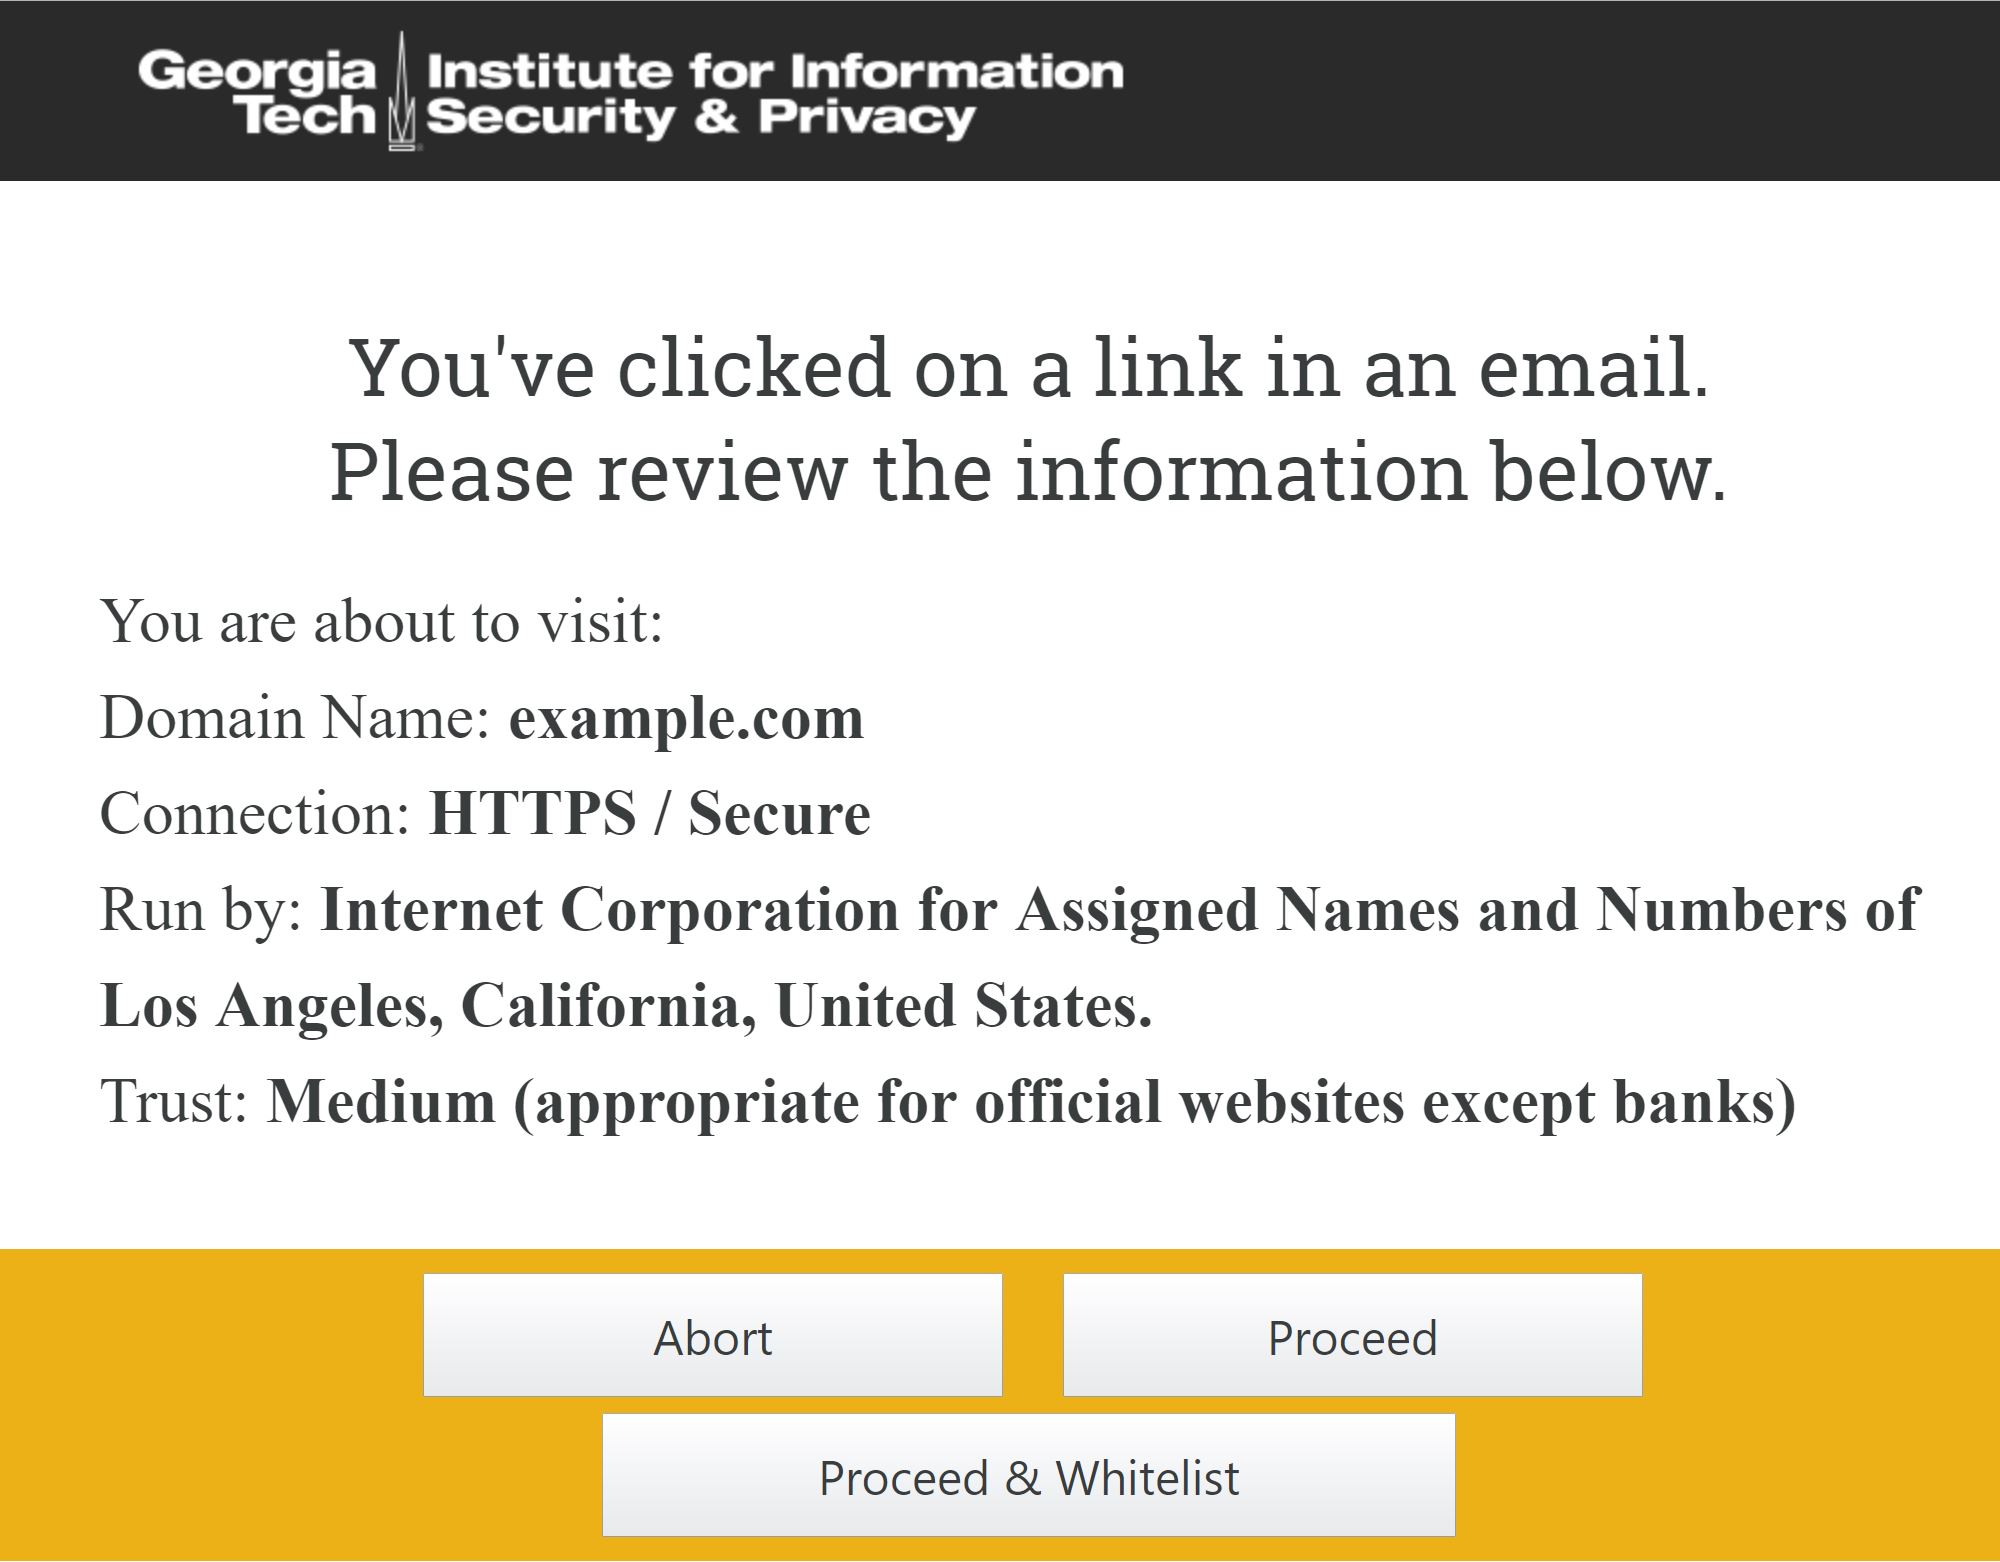 Georgia Tech
Institute for Information
Security & Privacy
You've clicked on a link in an email.
Please review the information below.
You are about to visit:
Domain Name: example.com
Connection: HTTPS / Secure
Run by: Internet Corporation for Assigned Names and Numbers of
Los Angeles, California, United States.
Trust: Medium (appropriate for official websites except banks)
Abort
Proceed
Proceed & Whitelist